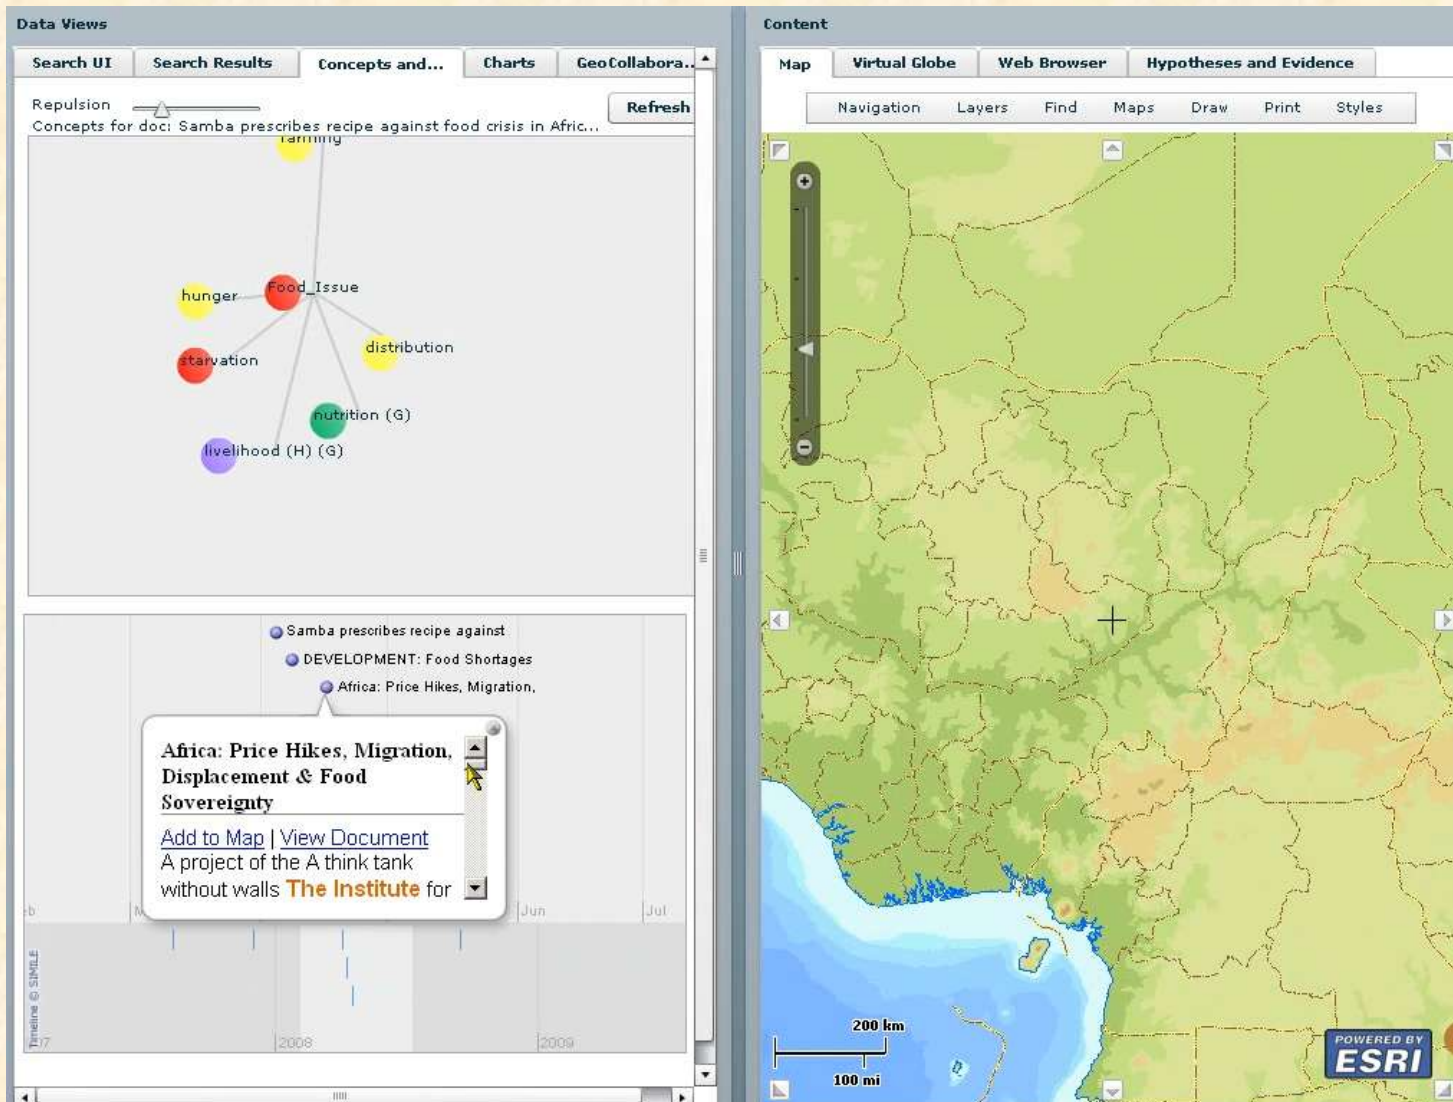 Data Views
Search UI Search Results Concepts and... Charts GeoCollabora..
Repulsion Refresh
Concepts for doc: Samba prescribes recipe against food crisis in Afric...
farming
hunger Food_Issue
starvation distribution
nutrition (G)
livelihood (H) (G)
Samba prescribes recipe against
DEVELOPMENT: Food Shortages
Africa: Price Hikes, Migration,
Africa: Price Hikes, Migration,
Displacement & Food
Sovereignty
Add to Map | View Document
A project of the A think tank
without walls The Institute for
Jun Jul
Timeline © SIMILE
2008 2009
Content
Map Virtual Globe Web Browser Hypotheses and Evidence
Navigation Layers Find Maps Draw Print Styles
200 km
100 mi
POWERED BY
ESRI